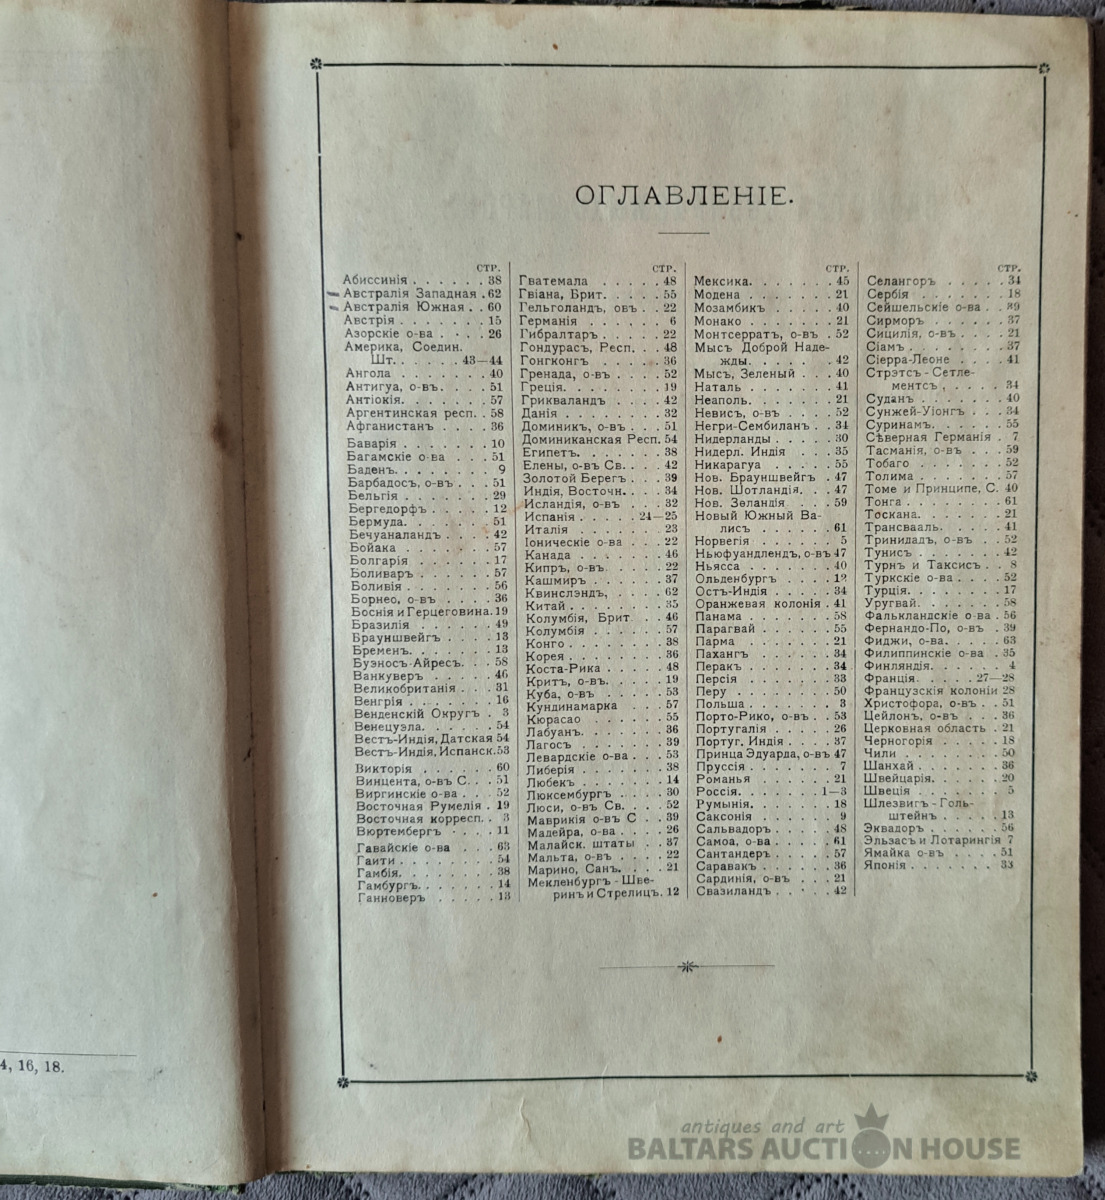 4, 16, 18.
ОГЛАВЛЕНІЕ.
СТР.
Абиссинія . . . . . . 38
Австралія Западная . 62
Австралія Южная . . 60
Австрія . . . . . . . 15
Азорскіе о-ва . . . . 26
Америка, Соедин.
Шт. . . . . . 43—44
Ангола . . . . . . . 40
Антигуа, о-въ. . . . . 51
Антіокія. . . . . . . 57
Аргентинская респ. . 58
Афганистанъ . . . . 36
Баварія . . . . . . . 10
Багамскіе о-ва . . . 51
Баденъ. . . . . . . . 9
Барбадосъ, о-въ . . . 51
Бельгія . . . . . . . 29
Бергедорфъ . . . . . 12
Бермуда. . . . . . . 51
Бечуаналандъ . . . . 42
Бойака . . . . . . . 57
Болгарія . . . . . . 17
Боливаръ . . . . . . 57
Боливія . . . . . . . 56
Борнео, о-въ . . . . 36
Боснія и Герцеговина. 19
Бразилія . . . . . . 49
Брауншвейгъ . . . . 13
Бременъ. . . . . . . 13
Буэносъ-Айресъ. . . 58
Ванкуверъ . . . . . 46
Великобританія . . . 31
Венгрія . . . . . . . 16
Венденскій Округъ . 3
Венецуэла. . . . . . 54
Вестъ-Индія, Датская 54
Вестъ-Индія, Испанск. 53
Викторія . . . . . . 60
Винцента, о-въ С. . . 51
Виргинскіе о-ва . . . 52
Восточная Румелія . 19
Восточная корресп. . 3
Вюртембергъ . . . . 11
Гавайскіе о-ва . . . 63
Гаити . . . . . . . . 54
Гамбія. . . . . . . . 38
Гамбургъ. . . . . . . 14
Ганноверъ . . . . . 13
СТР.
Гватемала . . . . . 48
Гвіана, Брит. . . . . 55
Гельголандъ, овъ . . 22
Германія . . . . . . 6
Гибралтаръ . . . . . 22
Гондурасъ, Респ. . . 48
Гонгконгъ . . . . . 36
Гренада, о-въ . . . . 52
Греція. . . . . . . . 19
Гриквaландъ . . . . 42
Данія . . . . . . . . 32
Доминикъ, о-въ . . . 51
Доминиканская Респ. 54
Египетъ. . . . . . . 38
Елены, о-въ Св. . . . 42
Золотой Берегъ . . . 39
Индія, Восточн. . . . 34
Исландія, о-въ . . . 32
Испанія . . . . . 24—25
Италія . . . . . . . 23
Іоническіе о-ва . . . 22
Канада . . . . . . . 46
Кипръ, о-въ. . . . . 22
Кашмиръ . . . . . . 37
Квинслэндъ, . . . . 62
Китай . . . . . . . . 35
Колумбія, Брит . . . 46
Колумбія . . . . . . 57
Конго . . . . . . . . 38
Корея . . . . . . . . 36
Коста-Рика . . . . . 48
Критъ, о-въ. . . . . 19
Куба, о-въ . . . . . 53
Кундинамарка . . . 57
Кюрасао . . . . . . 55
Лабуанъ. . . . . . . 36
Лагосъ . . . . . . . 39
Левардскіе о-ва . . . 53
Либерія . . . . . . . 38
Любекъ . . . . . . . 14
Люксембургъ . . . . 30
Люси, о-въ Св. . . . 52
Маврикія о-въ С . . 39
Мадейра, о-ва . . . . 26
Малайск. штаты . . 37
Мальта, о-въ . . . . 22
Марино, Санъ. . . . 21
Мекленбургъ-Шве-
ринъ и Стрелицъ. 12
СТР.
Мексика. . . . . . . 45
Модена . . . . . . . 21
Мозамбикъ . . . . . 40
Монако . . . . . . . 21
Монтсерратъ, о-въ . 52
Мысъ Доброй Наде-
жды. . . . . . . . 42
Мысъ, Зеленый . . . 40
Наталь . . . . . . . 41
Неаполь. . . . . . . 21
Невисъ, о-въ . . . . 52
Негри-Сембиланъ . . 34
Нидерланды . . . . 30
Нидерл. Индія . . . 35
Никарагуа . . . . . 55
Нов. Брауншвейгъ . 47
Нов. Шотландія. . . 47
Нов. Зеландія. . . . 59
Новый Южный Ва-
лисъ . . . . . . . 61
Норвегія . . . . . . 5
Ньюфуандлендъ, о-въ 47
Ньясса . . . . . . . 40
Ольденбургъ . . . . 12
Остъ-Индія . . . . . 34
Оранжевая колонія . 41
Панама . . . . . . . 58
Парагвай . . . . . . 55
Парма . . . . . . . 21
Пахангъ . . . . . . 34
Перакъ . . . . . . . 34
Персія . . . . . . . 33
Перу . . . . . . . . 50
Польша . . . . . . . 3
Порто-Рико, о-въ . . 53
Португалія . . . . . 26
Португ. Индія . . . . 37
Принца Эдуарда, о-въ 47
Пруссія . . . . . . . 7
Романья . . . . . . 21
Россія. . . . . . . 1—3
Румынія. . . . . . . 18
Саксонія . . . . . . 9
Сальвадоръ . . . . . 48
Самоа, о-ва . . . . . 61
Сантандеръ . . . . . 57
Саравакъ . . . . . . 36
Сардинія, о-въ . . . 21
Свазиландъ . . . . . 42
СТР.
Селангоръ . . . . . 34
Сербія . . . . . . . 18
Сейшельскіе о-ва . . 39
Сирморъ . . . . . . 37
Сицилія, о-въ . . . . 21
Сіамъ. . . . . . . . 37
Сіерра-Леоне . . . . 41
Стрэтсъ-Сетле-
ментсъ , . . . . . 34
Суданъ . . . . . . . 40
Сунжей-Уіонгъ . . . 34
Суринамъ. . . . . . 55
Сѣверная Германія . 7
Тасманія, о-въ . . . 59
Тобаго . . . . . . . 52
Толима . . . . . . . 57
Томе и Принципе, С. 40
Тонга . . . . . . . . 61
Тоскана. . . . . . . 21
Трансвааль. . . . . . 41
Тринидадъ, о-въ . . 52
Тунисъ . . . . . . . 42
Турнъ и Таксисъ . . 8
Туркскіе о-ва . . . . 52
Турція. . . . . . . . 17
Уругвай. . . . . . . 58
Фалькландскіе о-ва . 56
Фернандо-По, о-въ . 39
Фиджи, о-ва. . . . . 63
Филиппинскіе о-ва . 35
Финляндія. . . . . . 4
Франція. . . . . 27—28
Французскія колоніи 28
Христофора, о-въ . . 51
Цейлонъ, о-въ . . . 36
Церковная область . 21
Черногорія . . . . . 18
Чили . . . . . . . . 50
Шанхай . . . . . . . 36
Швейцарія. . . . . . 20
Швеція . . . . . . . 5
Шлезвигъ-Голь-
штейнъ . . . . . . 13
Эквадоръ . . . . . . 56
Эльзасъ и Лотарингія 7
Ямайка о-въ . . . . 51
Японія . . . . . . . 33
antiques and art
BALTARS AUCTION HOUSE